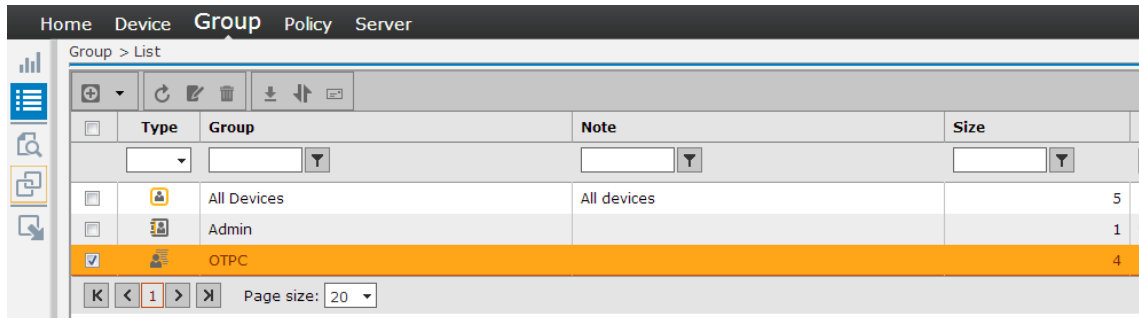 Home Device Group Policy Server
Group > List
Type Group Note Size
All Devices All devices 5
Admin 1
OTPC 4
1 Page size: 20